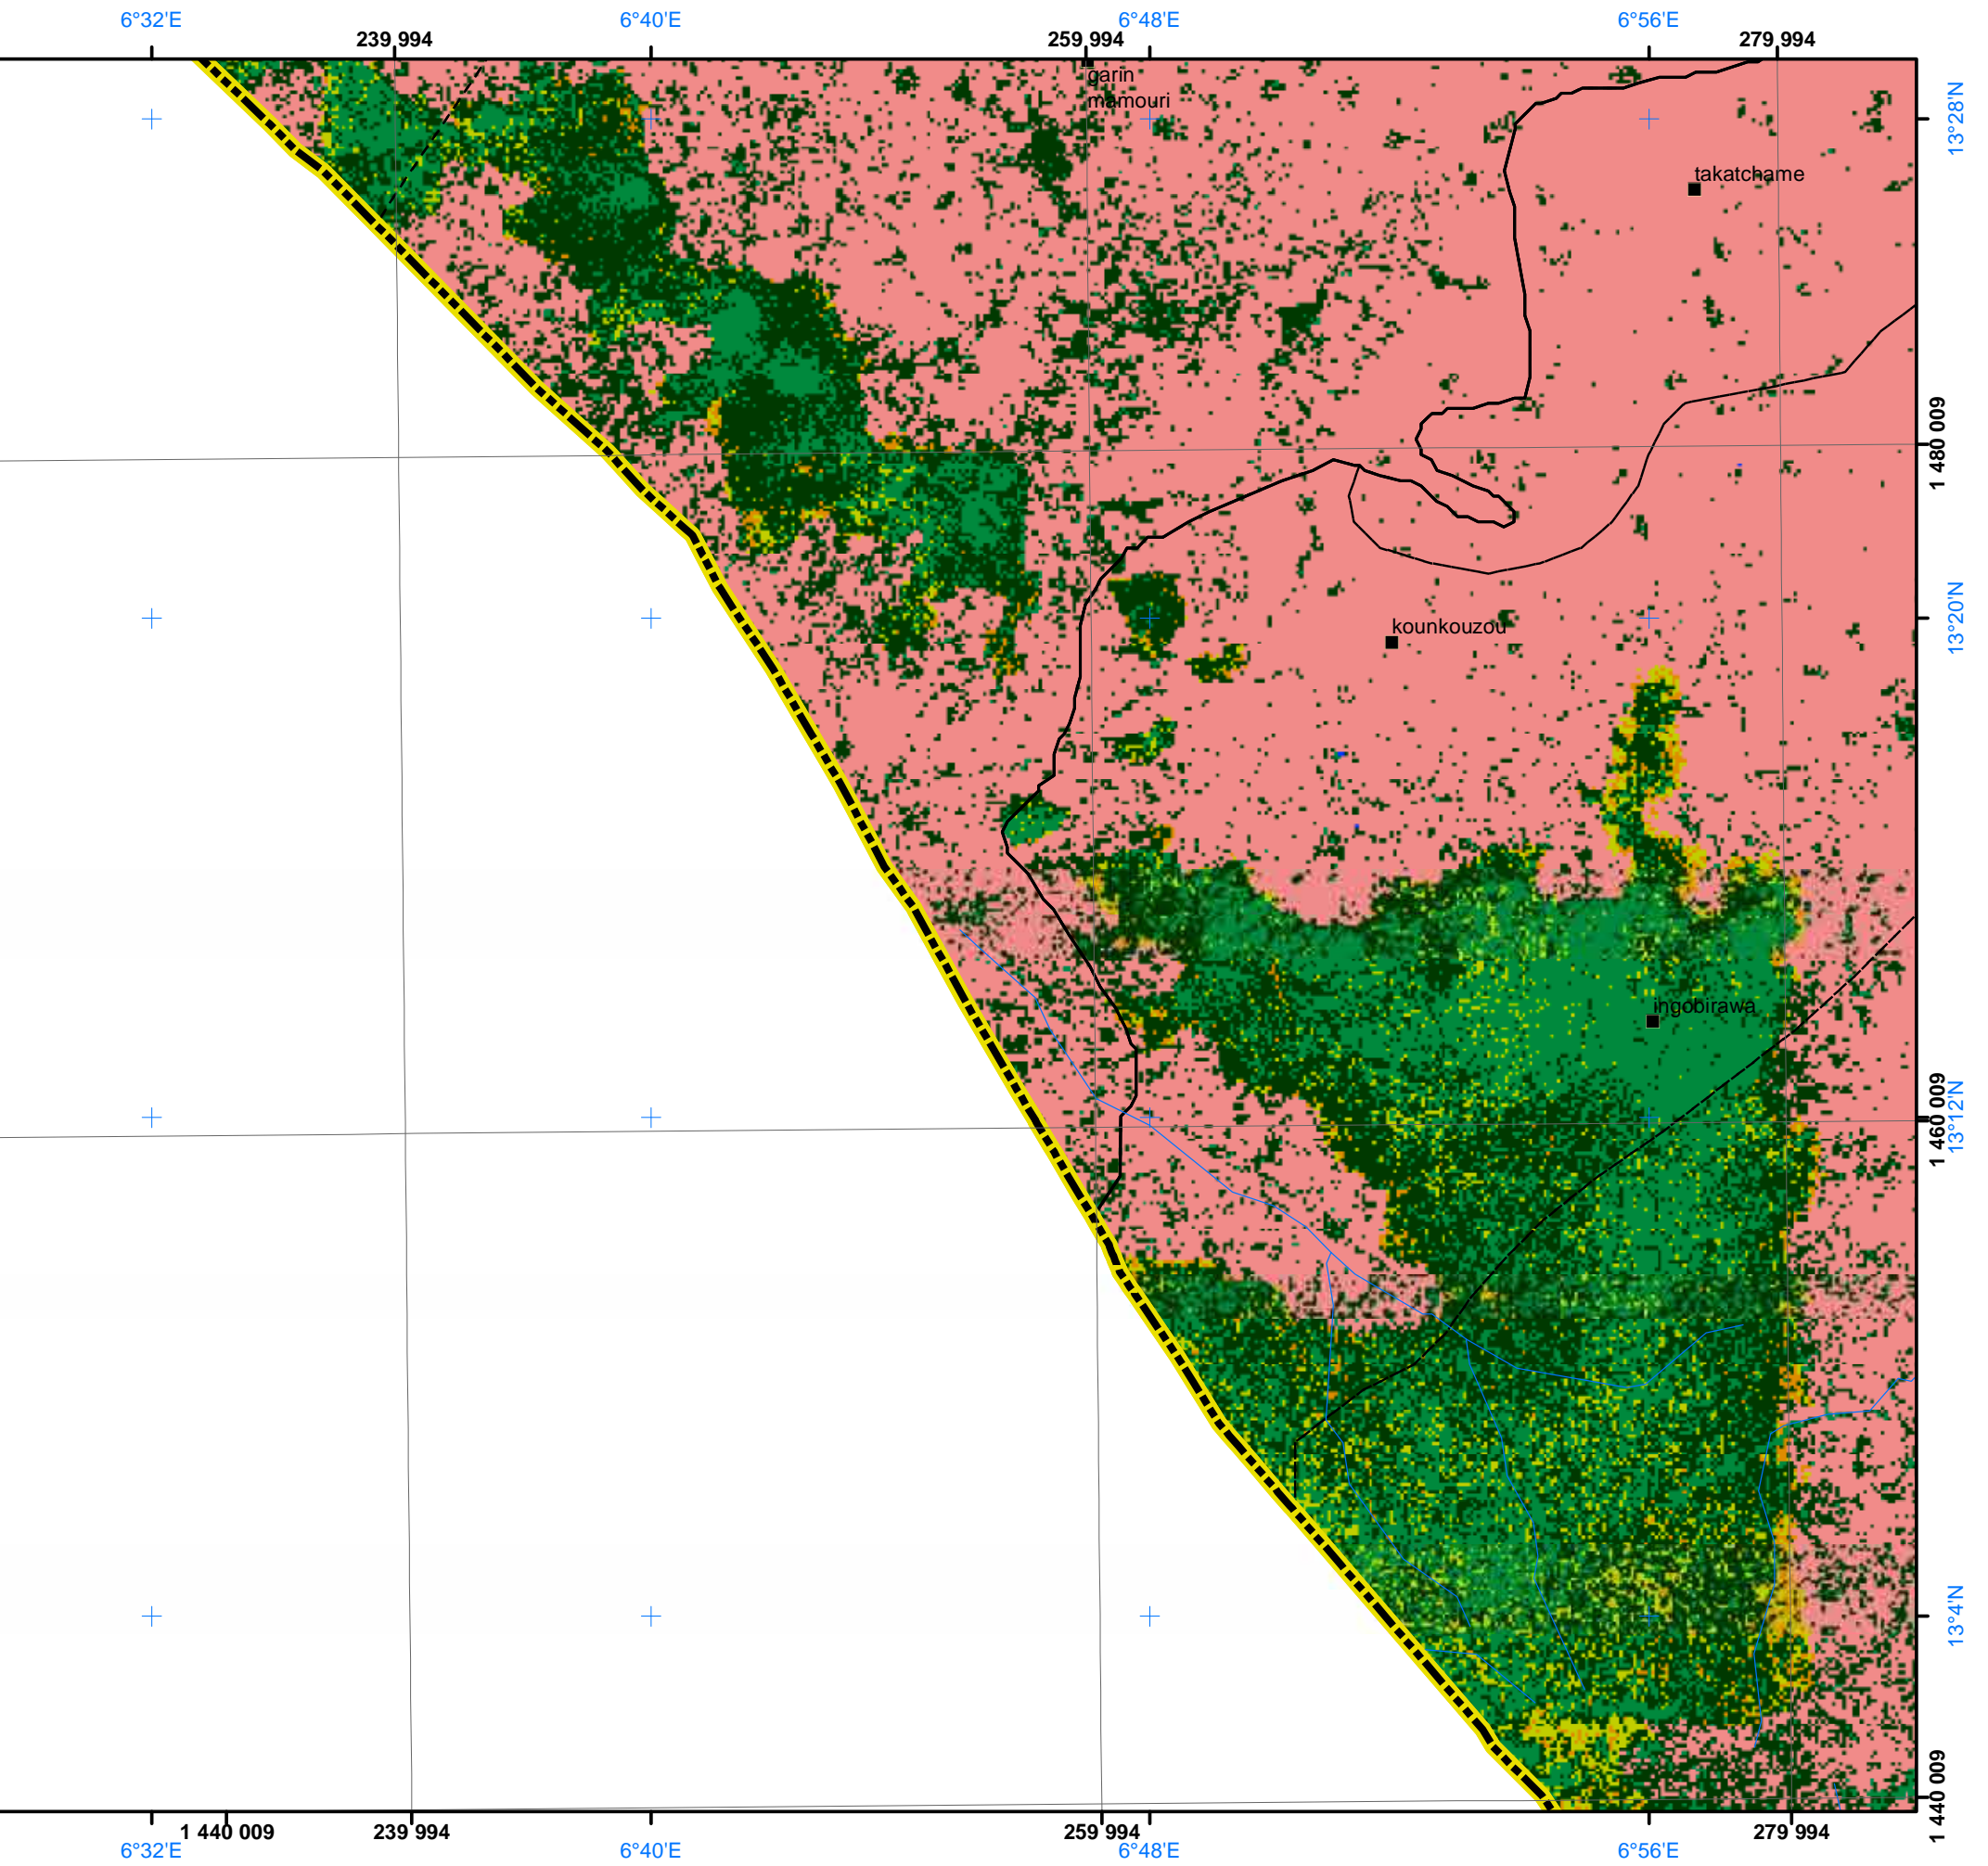 6°32'E 6°40'E 6°48'E 6°56'E
239 994 259 994 279 994
garin
mamouri
13°28'N
takatchame
1 480 009
13°20'N
kounkouzou
ingobirawa
1 460 009
13°12'N
13°4'N
1 440 009
1 440 009 239 994 259 994 279 994
6°32'E 6°40'E 6°48'E 6°56'E